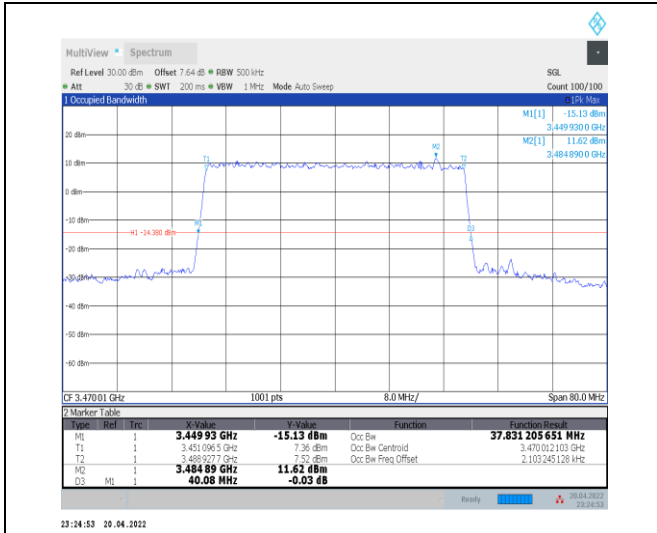 MultiView Spectrum
Ref Level 30.00 dBm Offset 7.64 dB RBW 500 kHz SGL
Att 30 dB SWT 200 ms VBW 1 MHz Mode Auto Sweep Count 100/100
1 Occupied Bandwidth 1Pk Max
M1[1] -15.13 dBm
3.449 930 0 GHz
20 dBm
M2[1] 11.62 dBm
3.484 890 0 GHz
M2
T1 T2
10 dBm
0 dBm
-10 dBm
M1 D3
H1 -14.380 dBm
-20 dBm
-30 dBm
-40 dBm
-50 dBm
-60 dBm
CF 3.470 01 GHz 1001 pts 8.0 MHz/ Span 80.0 MHz
2 Marker Table
Type Ref Trc X-Value Y-Value Function Function Result
M1 1 3.449 93 GHz -15.13 dBm Occ Bw 37.831 205 651 MHz
T1 1 3.451 096 5 GHz 7.36 dBm Occ Bw Centroid 3.470 012 103 GHz
T2 1 3.488 927 7 GHz 7.52 dBm Occ Bw Freq Offset 2.103 245 128 kHz
M2 1 3.484 89 GHz 11.62 dBm
D3 M1 1 40.08 MHz -0.03 dB
Ready 20.04.2022
23:24:53
23:24:53 20.04.2022